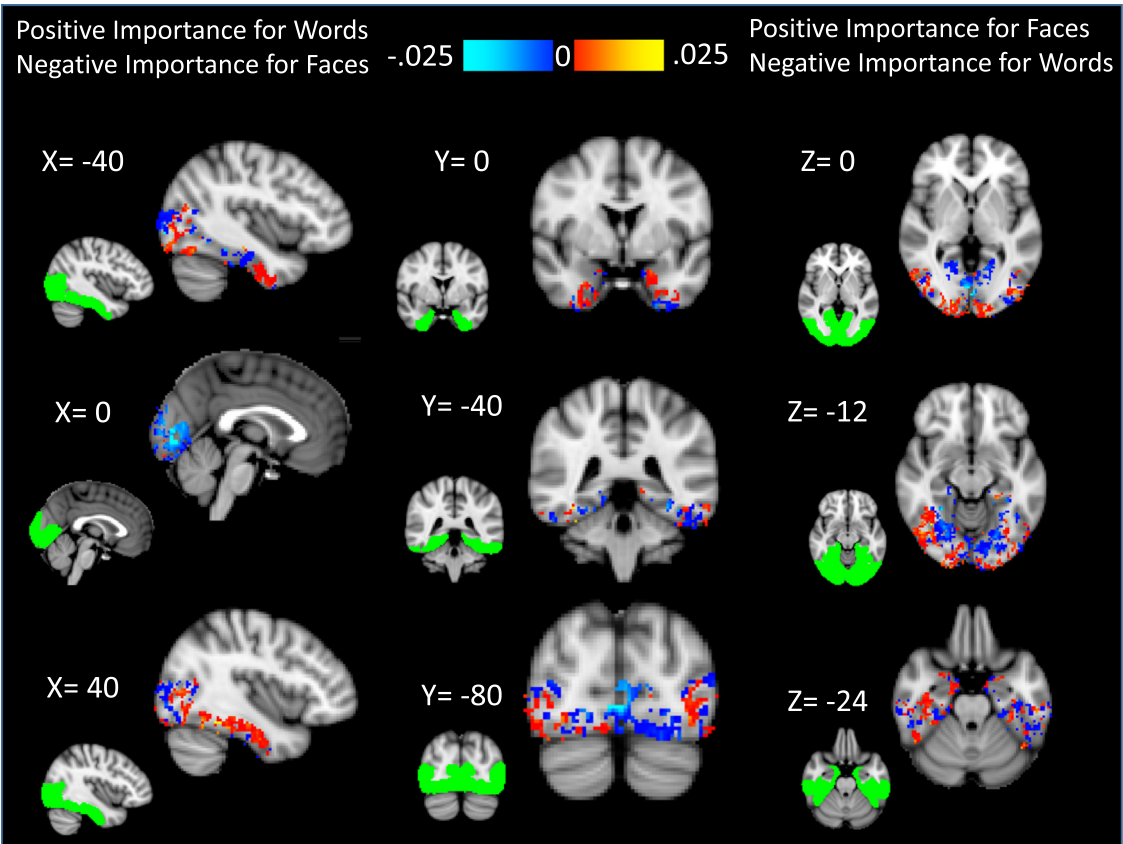 Positive Importance for Words
Negative Importance for Faces
-.025 0 .025
Positive Importance for Faces
Negative Importance for Words
X= -40
Y= 0
Z= 0
X= 0
Y= -40
Z= -12
X= 40
Y= -80
Z= -24